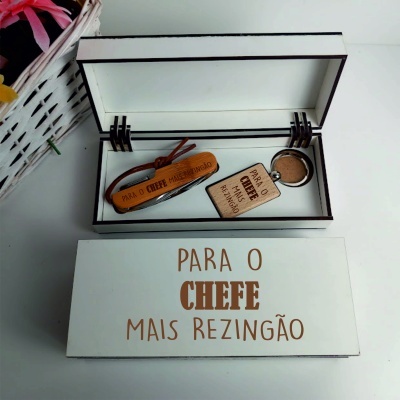 PARA O CHEFE MAIS REZINGÃO
PARA O
CHEFE
MAIS
REZINGÃO
PARA O
CHEFE
MAIS REZINGÃO